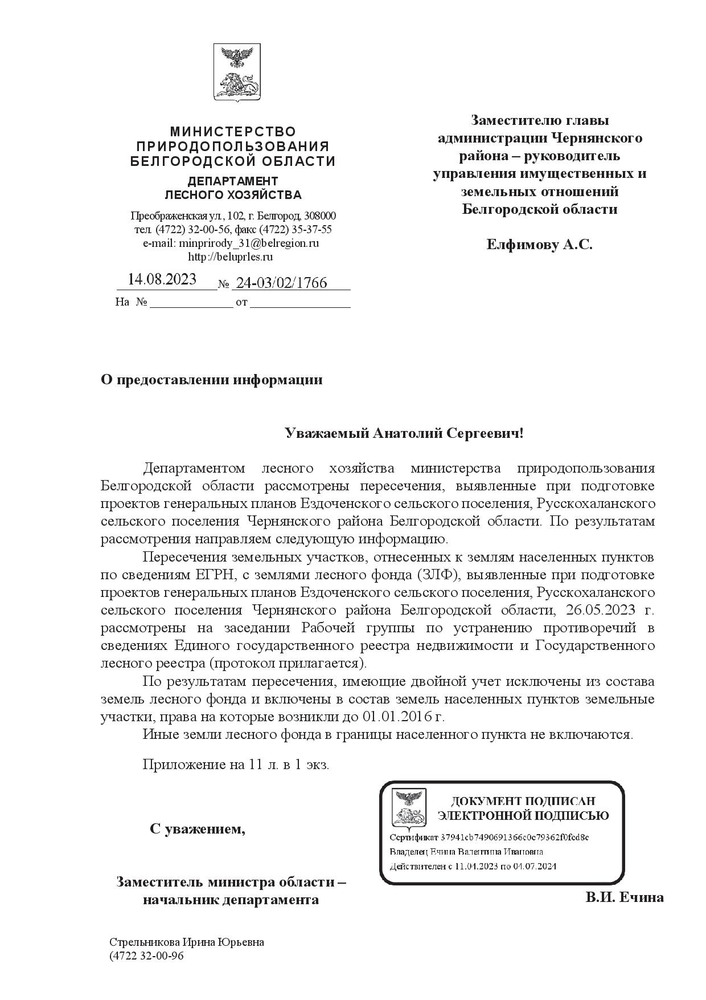 МИНИСТЕРСТВО
ПРИРОДОПОЛЬЗОВАНИЯ
БЕЛГОРОДСКОЙ ОБЛАСТИ
ДЕПАРТАМЕНТ
ЛЕСНОГО ХОЗЯЙСТВА
Преображенская ул., 102, г. Белгород, 308000
тел. (4722) 32-00-56, факс (4722) 35-37-55
e-mail: minprirody_31@belregion.ru
http://beluprles.ru
14.08.2023 № 24-03/02/1766
На № ______________ от _________________
Заместителю главы
администрации Чернянского
района – руководитель
управления имущественных и
земельных отношений
Белгородской области
Елфимову А.С.
О предоставлении информации
Уважаемый Анатолий Сергеевич!
Департаментом лесного хозяйства министерства природопользования
Белгородской области рассмотрены пересечения, выявленные при подготовке
проектов генеральных планов Ездоченского сельского поселения, Русскохаланского
сельского поселения Чернянского района Белгородской области. По результатам
рассмотрения направляем следующую информацию.
Пересечения земельных участков, отнесенных к землям населенных пунктов
по сведениям ЕГРН, с землями лесного фонда (ЗЛФ), выявленные при подготовке
проектов генеральных планов Ездоченского сельского поселения, Русскохаланского
сельского поселения Чернянского района Белгородской области, 26.05.2023 г.
рассмотрены на заседании Рабочей группы по устранению противоречий в
сведениях Единого государственного реестра недвижимости и Государственного
лесного реестра (протокол прилагается).
По результатам пересечения, имеющие двойной учет исключены из состава
земель лесного фонда и включены в состав земель населенных пунктов земельные
участки, права на которые возникли до 01.01.2016 г.
Иные земли лесного фонда в границы населенного пункта не включаются.
Приложение на 11 л. в 1 экз.
ДОКУМЕНТ ПОДПИСАН
ЭЛЕКТРОННОЙ ПОДПИСЬЮ
Сертификат 37941cb7490691366c0c79362f0fcd8c
Владелец Ечина Валентина Ивановна
Действителен с 11.04.2023 по 04.07.2024
С уважением,
Заместитель министра области –
начальник департамента
В.И. Ечина
Стрельникова Ирина Юрьевна
(4722 32-00-96